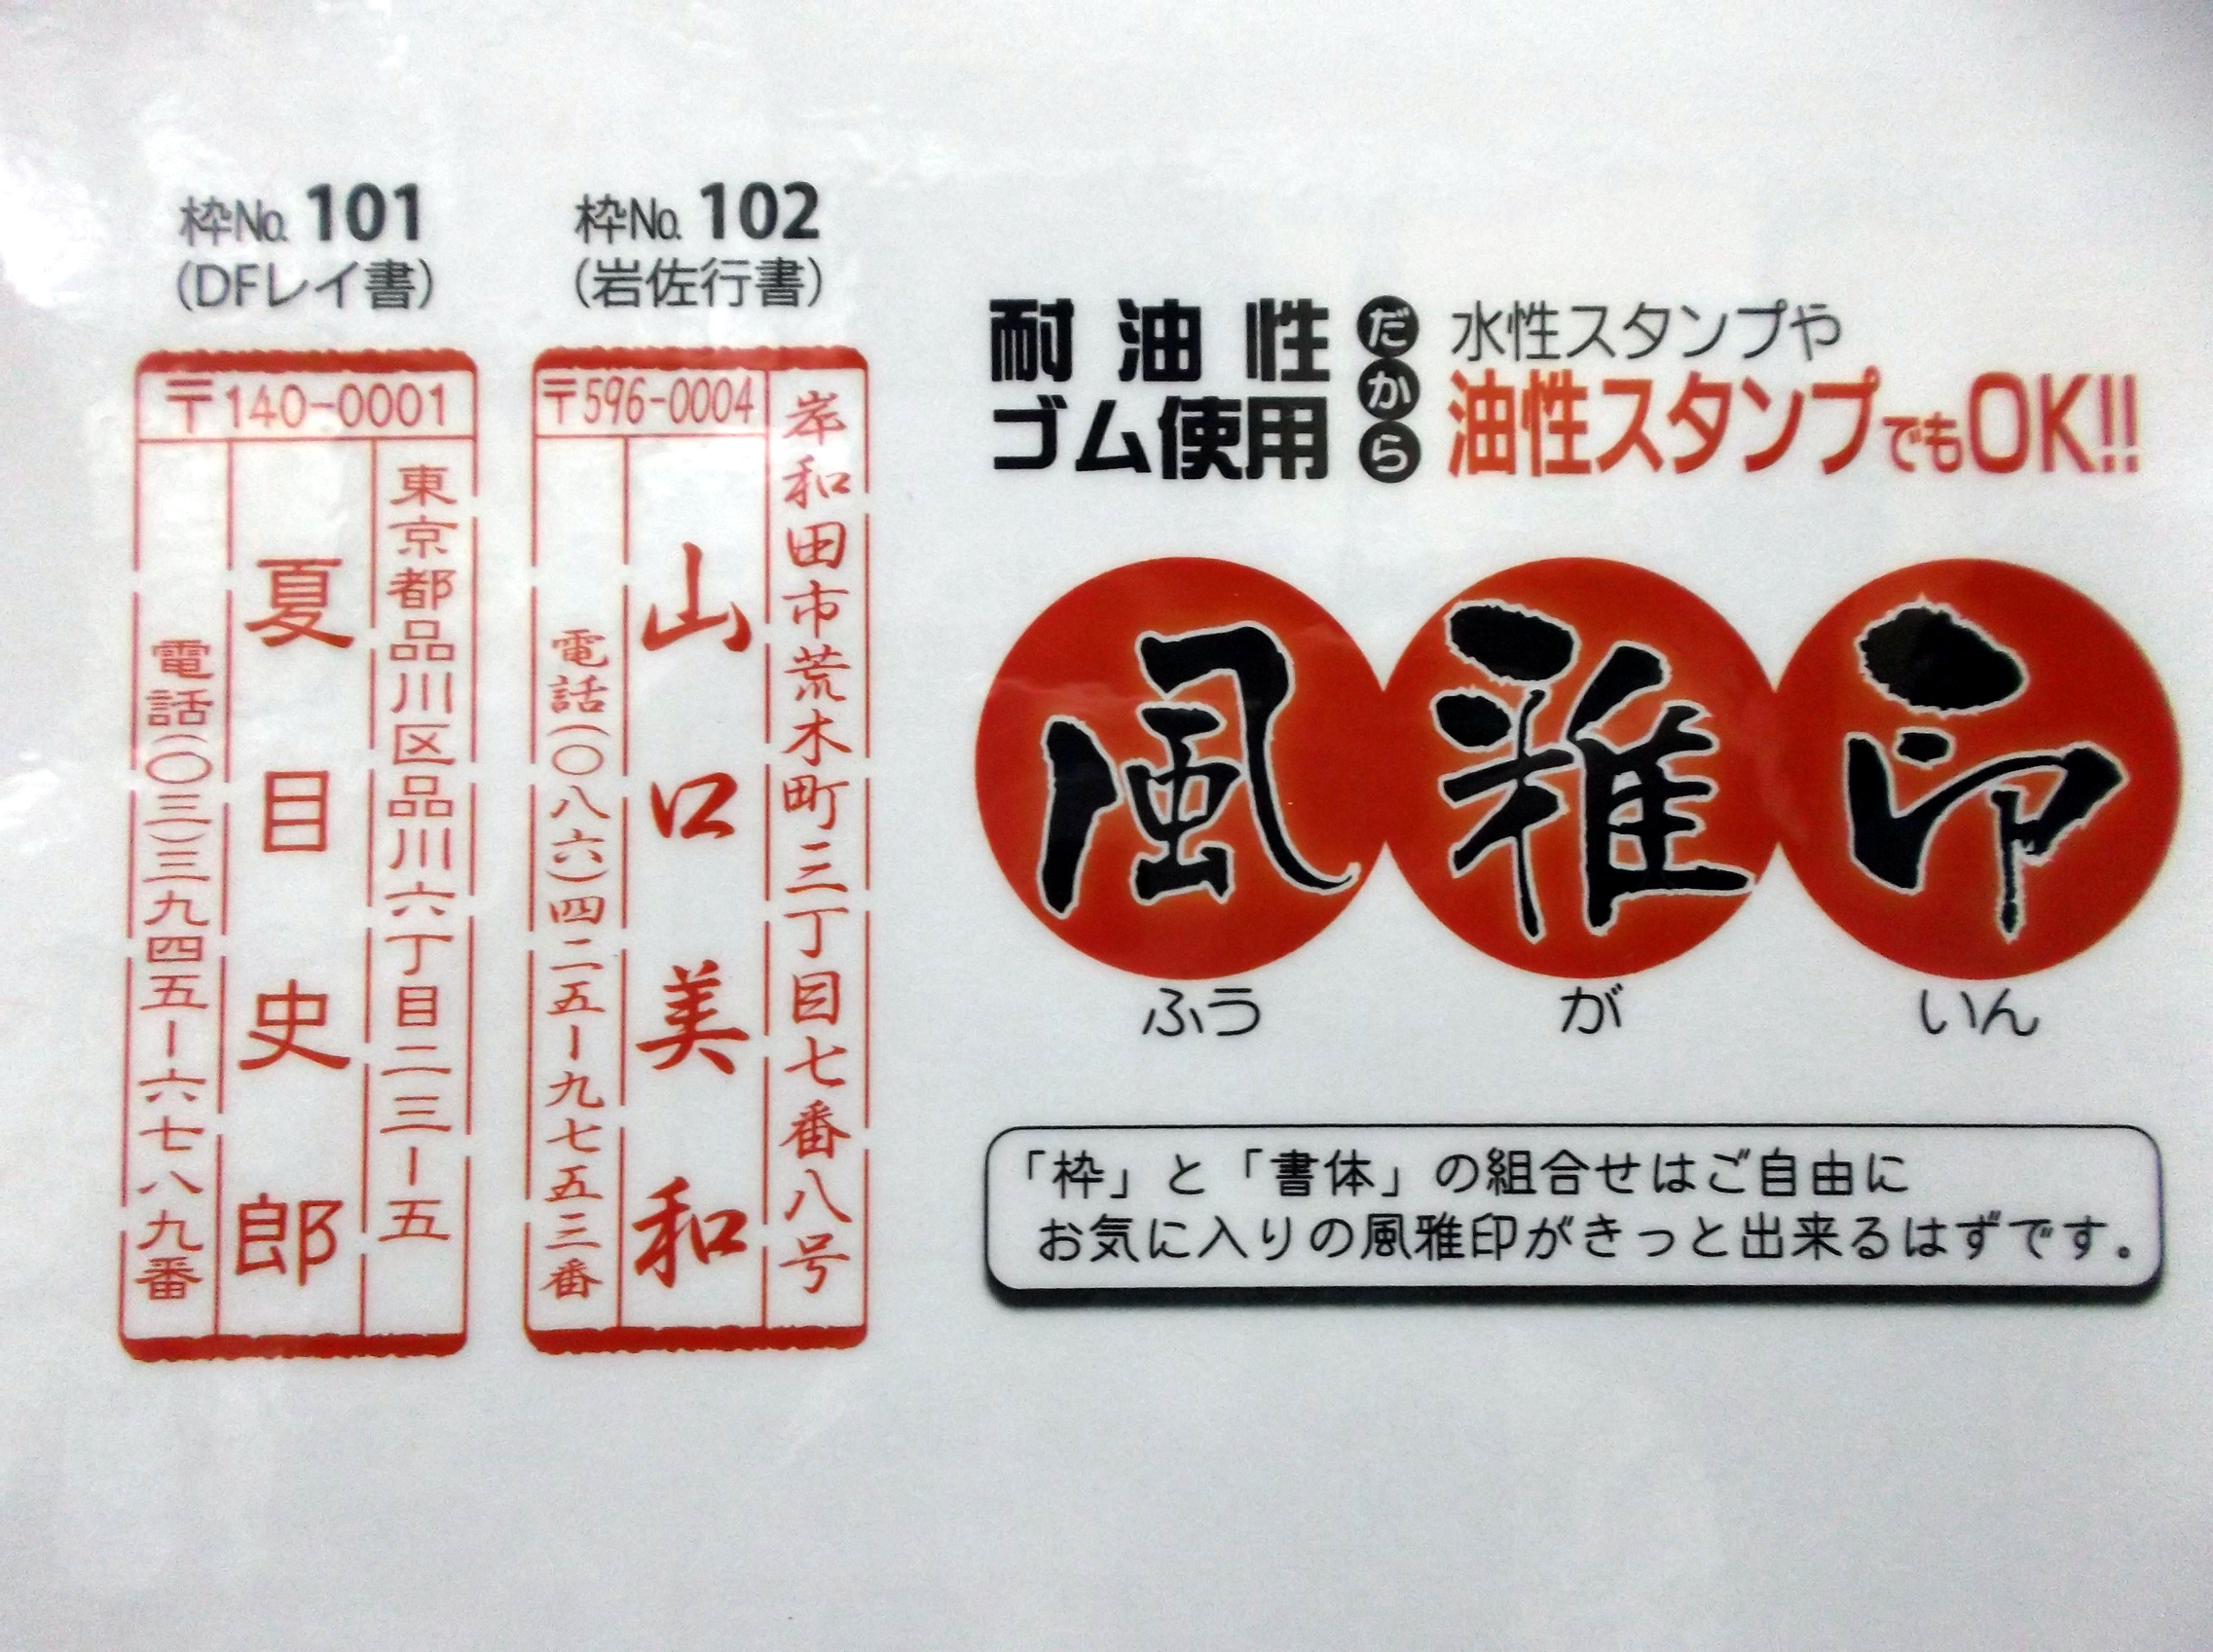 枠No. 101
(DFレイ書)
〒140-0001
東京都品川区品川六丁目二三-五
夏目史郎
電話(〇三)三九四五-六七八九番
枠No. 102
(岩佐行書)
〒596-0004
岸和田市荒木町三丁目七番八号
山口美和
電話(〇八六)四二五-九七五三番
耐油性
ゴム使用
だから
水性スタンプや
油性スタンプでもOK!!
風雅印
ふう が いん
「枠」と「書体」の組合せはご自由に
お気に入りの風雅印がきっと出来るはずです。